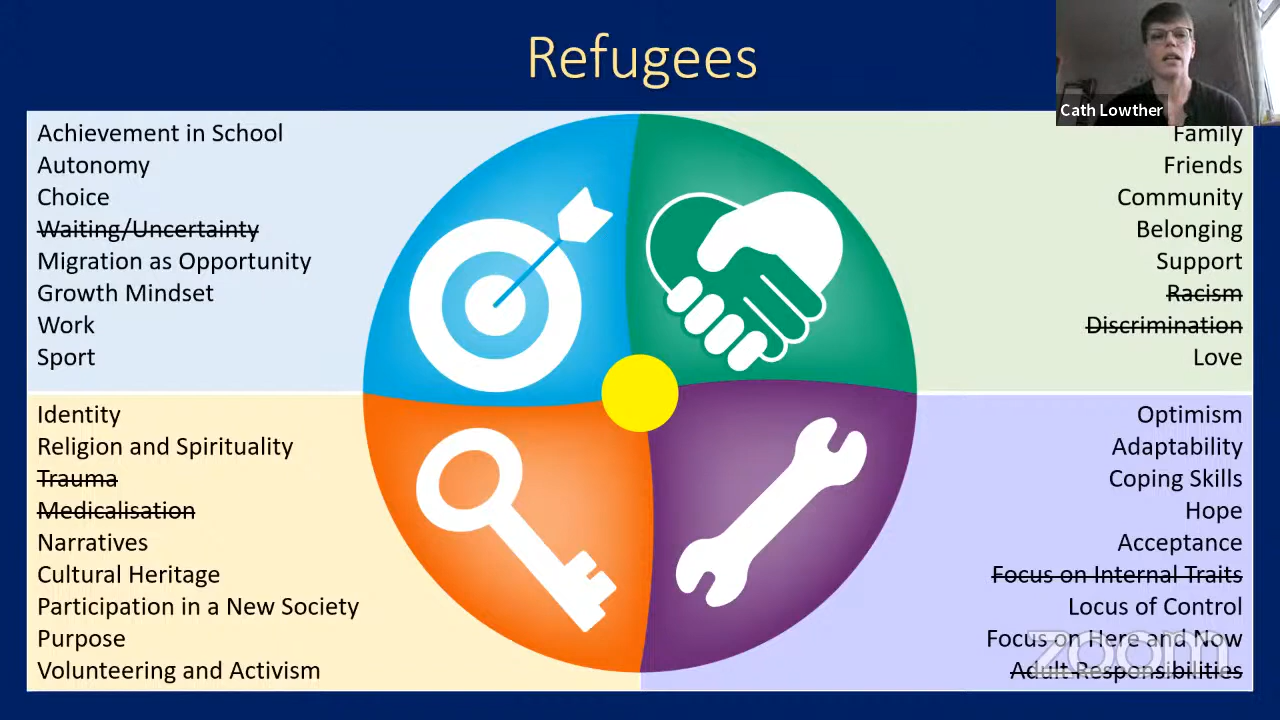 Refugees
Cath Lowther
Achievement in School
Autonomy
Choice
Waiting/Uncertainty
Migration as Opportunity
Growth Mindset
Work
Sport
Family
Friends
Community
Belonging
Support
Racism
Discrimination
Love
Identity
Religion and Spirituality
Trauma
Medicalisation
Narratives
Cultural Heritage
Participation in a New Society
Purpose
Volunteering and Activism
Optimism
Adaptability
Coping Skills
Hope
Acceptance
Focus on Internal Traits
Locus of Control
Focus on Here and Now
Adult Responsibilities
zoom